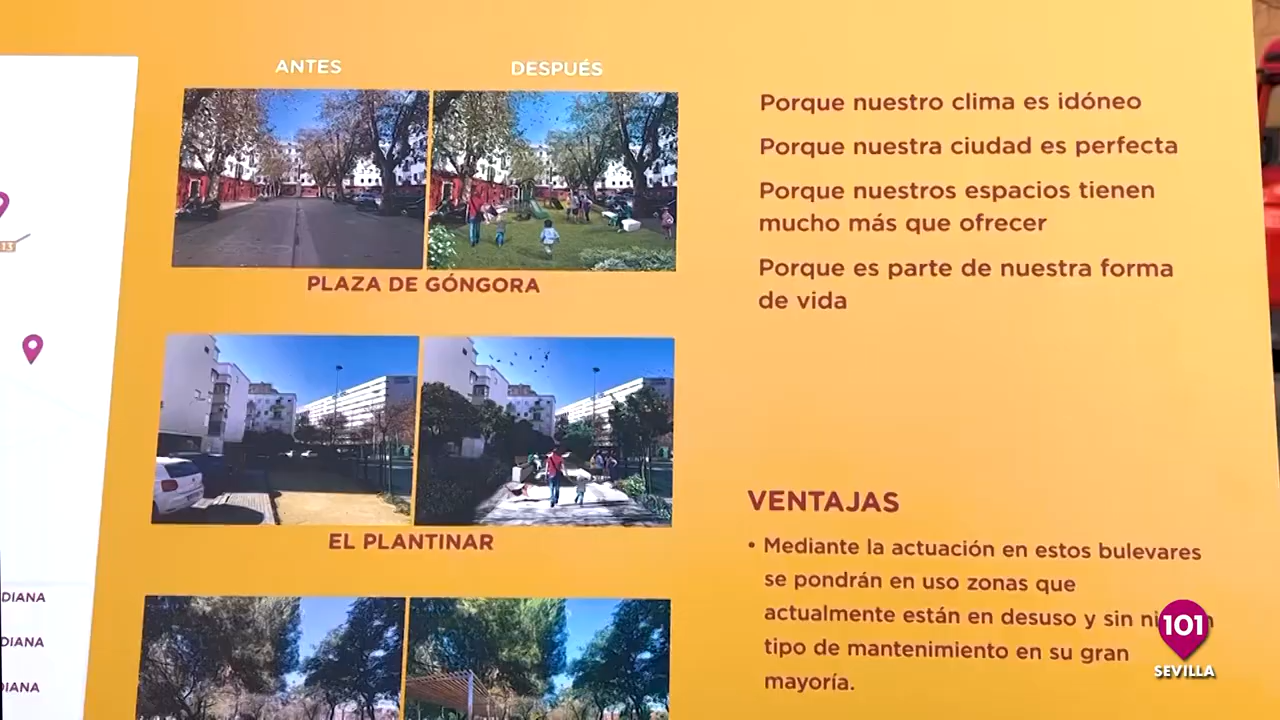 ANTES
DESPUÉS
PLAZA DE GÓNGORA
EL PLANTINAR
Porque nuestro clima es idóneo
Porque nuestra ciudad es perfecta
Porque nuestros espacios tienen
mucho más que ofrecer
Porque es parte de nuestra forma
de vida
VENTAJAS
• Mediante la actuación en estos bulevares
se pondrán en uso zonas que
actualmente están en desuso y sin
tipo de mantenimiento en su gran
mayoría.
13
DIANA
DIANA
DIANA
101
SEVILLA